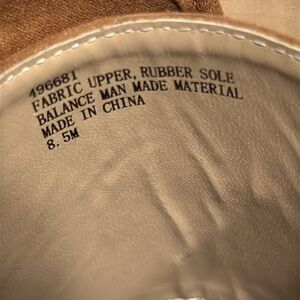 496681
FABRIC UPPER, RUBBER SOLE
BALANCE MAN MADE MATERIAL
MADE IN CHINA
8.5M